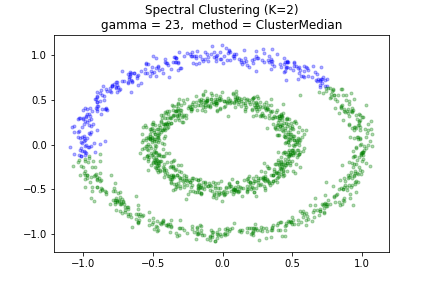 Spectral Clustering (K=2)
gamma = 23,  method = ClusterMedian
1.0
0.5
0.0
−0.5
−1.0
−1.0 −0.5 0.0 0.5 1.0